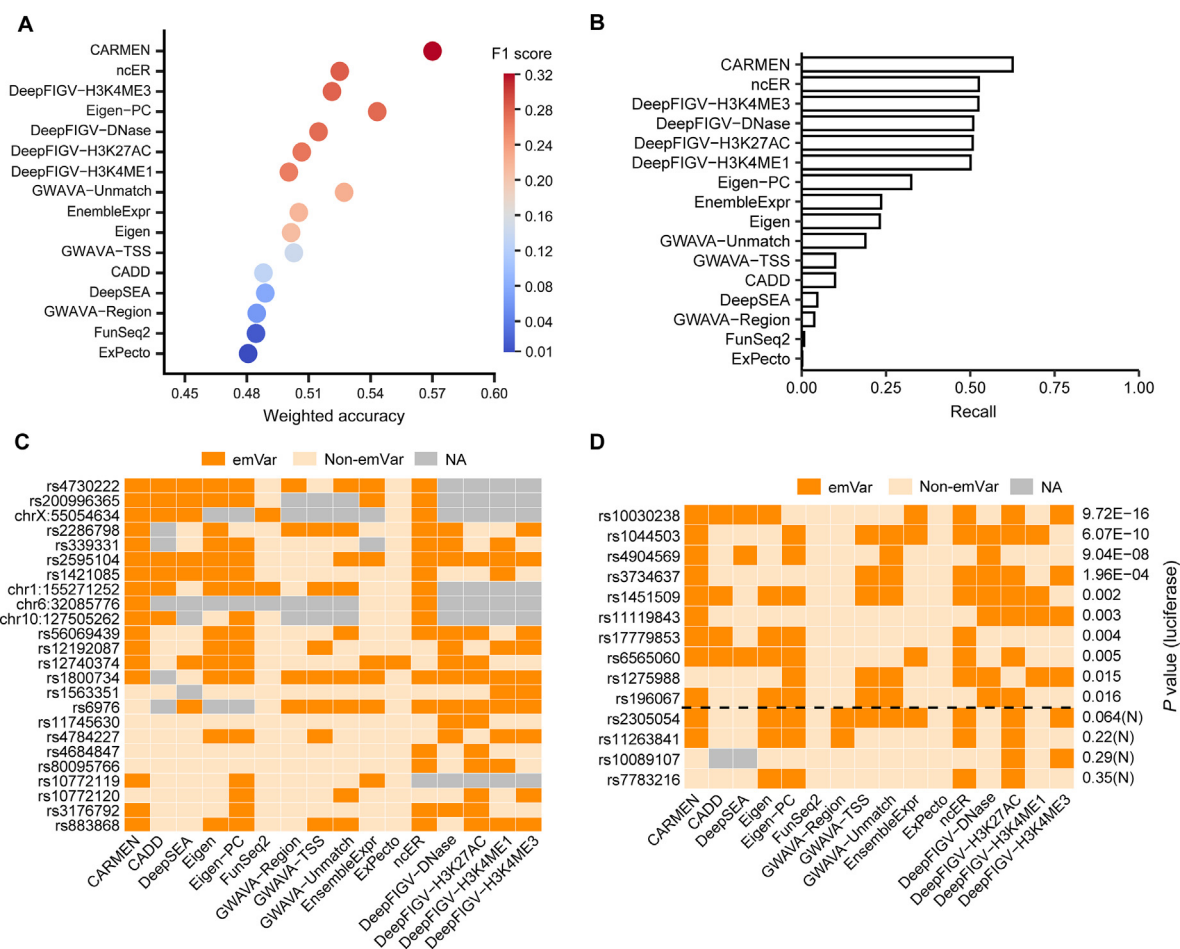 A
CARMEN
ncER
DeepFIGV−H3K4ME3
Eigen−PC
DeepFIGV−DNase
DeepFIGV−H3K27AC
DeepFIGV−H3K4ME1
GWAVA−Unmatch
EnembleExpr
Eigen
GWAVA−TSS
CADD
DeepSEA
GWAVA−Region
FunSeq2
ExPecto
0.45 0.48 0.51 0.54 0.57 0.60
Weighted accuracy
F1 score
0.32
0.28
0.24
0.20
0.16
0.12
0.08
0.04
0.01
B
CARMEN
ncER
DeepFIGV−H3K4ME3
DeepFIGV−DNase
DeepFIGV−H3K27AC
DeepFIGV−H3K4ME1
Eigen−PC
EnembleExpr
Eigen
GWAVA−Unmatch
GWAVA−TSS
CADD
DeepSEA
GWAVA−Region
FunSeq2
ExPecto
0.00 0.25 0.50 0.75 1.00
Recall
C
emVar Non-emVar NA
rs4730222
rs200996365
chrX:55054634
rs2286798
rs339331
rs2595104
rs1421085
chr1:155271252
chr6:32085776
chr10:127505262
rs56069439
rs12192087
rs12740374
rs1800734
rs1563351
rs6976
rs11745630
rs4784227
rs4684847
rs80095766
rs10772119
rs10772120
rs3176792
rs883868
CARMEN
CADD
DeepSEA
Eigen
Eigen−PC
FunSeq2
GWAVA−Region
GWAVA−TSS
GWAVA−Unmatch
EnsembleExpr
ExPecto
ncER
DeepFIGV−DNase
DeepFIGV−H3K27AC
DeepFIGV−H3K4ME1
DeepFIGV−H3K4ME3
D
emVar Non-emVar NA
rs10030238 9.72E−16
rs1044503 6.07E−10
rs4904569 9.04E−08
rs3734637 1.96E−04
rs1451509 0.002
rs11119843 0.003
rs17779853 0.004
rs6565060 0.005
rs1275988 0.015
rs196067 0.016
rs2305054 0.064(N)
rs11263841 0.22(N)
rs10089107 0.29(N)
rs7783216 0.35(N)
P value (luciferase)
CARMEN
CADD
DeepSEA
Eigen
Eigen−PC
FunSeq2
GWAVA−Region
GWAVA−TSS
GWAVA−Unmatch
EnsembleExpr
ExPecto
ncER
DeepFIGV−DNase
DeepFIGV−H3K27AC
DeepFIGV−H3K4ME1
DeepFIGV−H3K4ME3